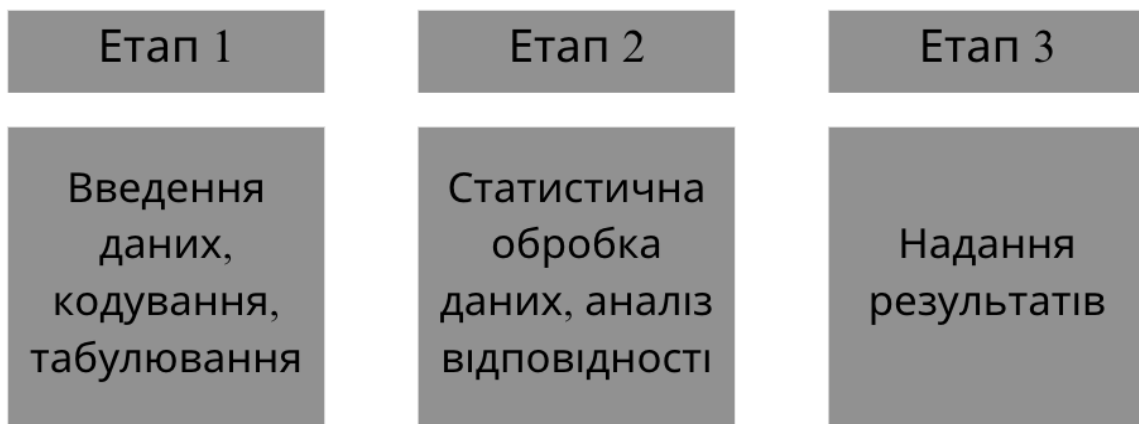 Етап 1
Етап 2
Етап 3
Введення
даних,
кодування,
табулювання
Статистична
обробка
даних, аналіз
відповідності
Надання
результатів